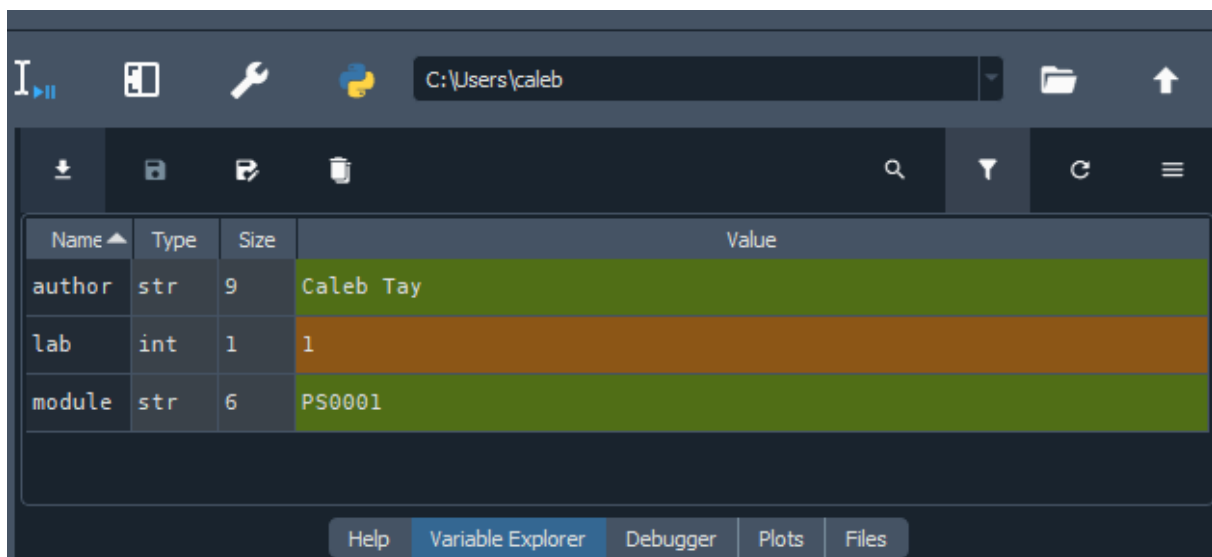 C:\Users\caleb
Name Type Size Value
author str 9 Caleb Tay
lab int 1 1
module str 6 PS0001
Help Variable Explorer Debugger Plots Files